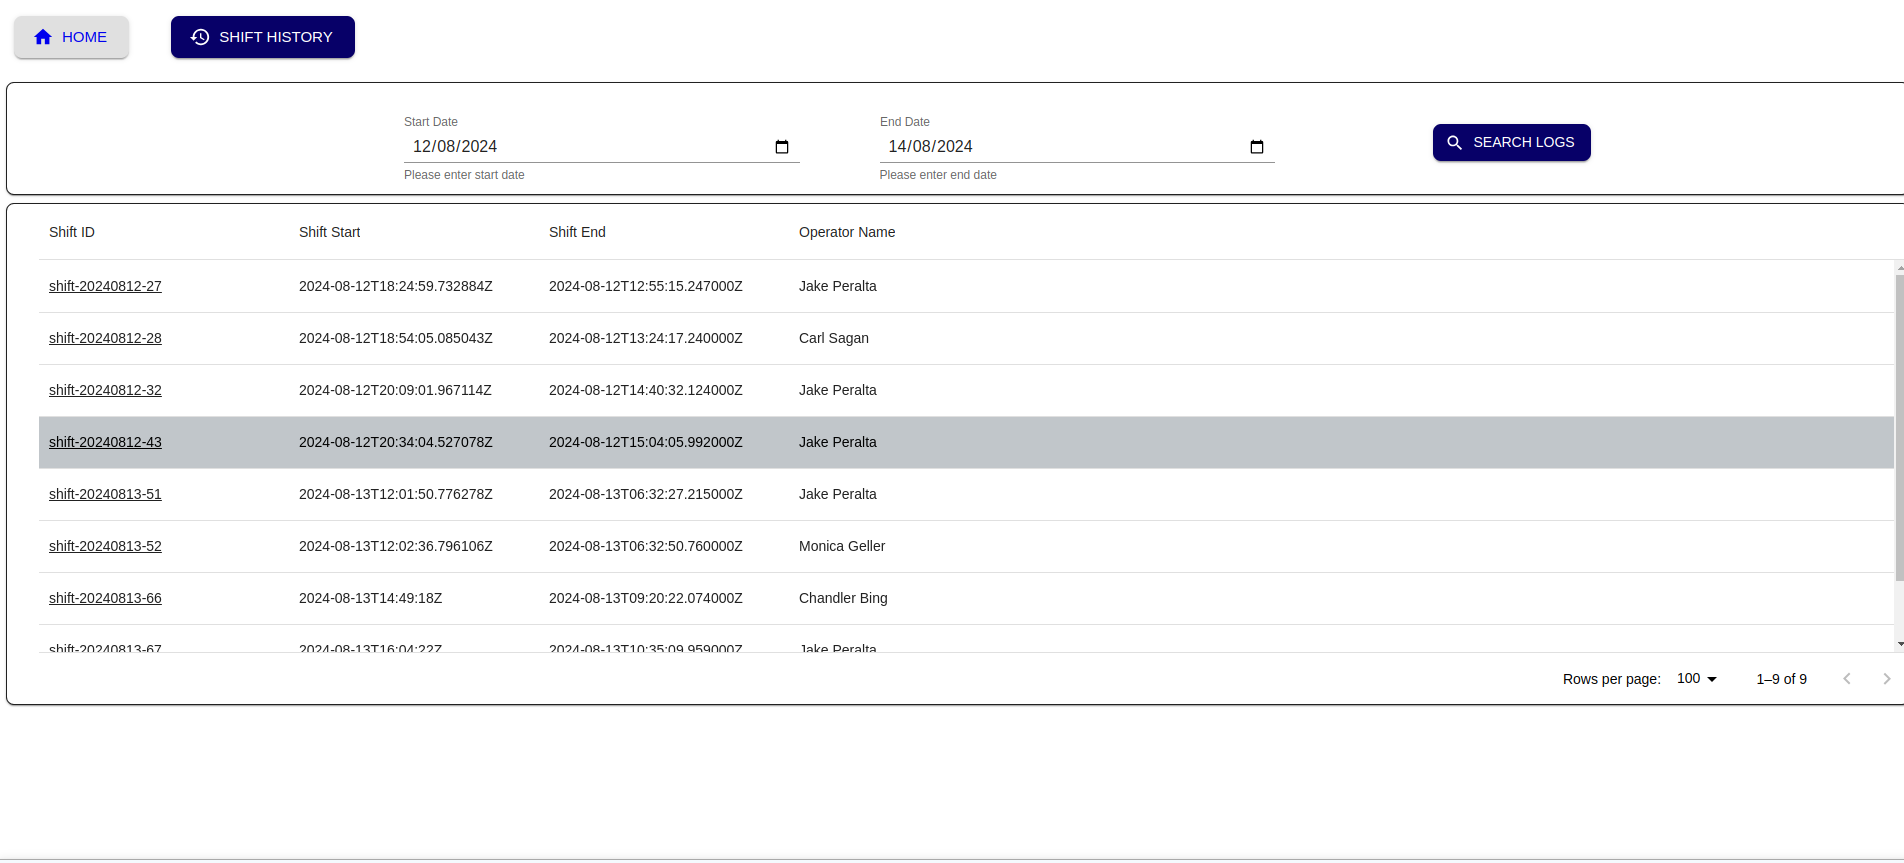 HOME SHIFT HISTORY
Start Date End Date
12/08/2024 14/08/2024 SEARCH LOGS
Please enter start date Please enter end date
Shift ID Shift Start Shift End Operator Name
shift-20240812-27 2024-08-12T18:24:59.732884Z 2024-08-12T12:55:15.247000Z Jake Peralta
shift-20240812-28 2024-08-12T18:54:05.085043Z 2024-08-12T13:24:17.240000Z Carl Sagan
shift-20240812-32 2024-08-12T20:09:01.967114Z 2024-08-12T14:40:32.124000Z Jake Peralta
shift-20240812-43 2024-08-12T20:34:04.527078Z 2024-08-12T15:04:05.992000Z Jake Peralta
shift-20240813-51 2024-08-13T12:01:50.776278Z 2024-08-13T06:32:27.215000Z Jake Peralta
shift-20240813-52 2024-08-13T12:02:36.796106Z 2024-08-13T06:32:50.760000Z Monica Geller
shift-20240813-66 2024-08-13T14:49:18Z 2024-08-13T09:20:22.074000Z Chandler Bing
shift-20240813-67 2024-08-13T16:04:22Z 2024-08-13T10:35:09.959000Z Jake Peralta
Rows per page: 100 1–9 of 9